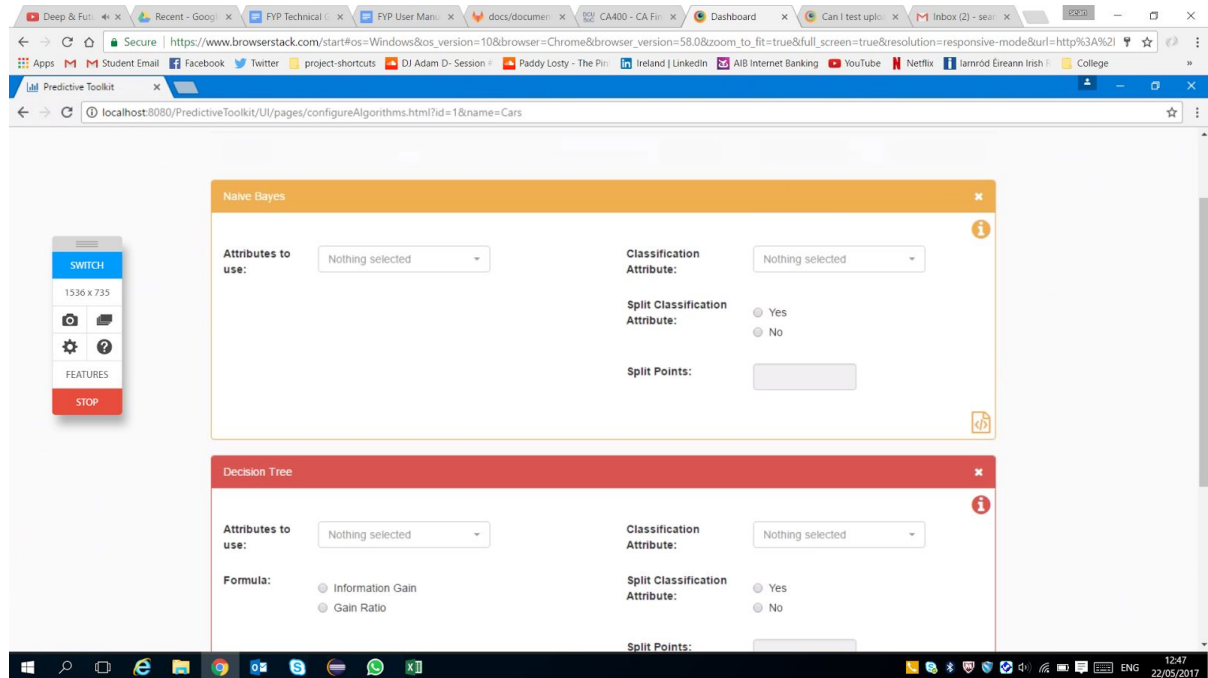 Deep & Futu
Recent - Goog
FYP Technical G
FYP User Manu
docs/documen
CA400 - CA Fin
Dashboard
Can I test uploa
Inbox (2) - sean
sean
Secure | https://www.browserstack.com/start#os=Windows&os_version=10&browser=Chrome&browser_version=58.0&zoom_to_fit=true&full_screen=true&resolution=responsive-mode&url=http%3A%2F
Apps
Student Email
Facebook
Twitter
project-shortcuts
DJ Adam D- Session
Paddy Losty - The Pin
Ireland | LinkedIn
AIB Internet Banking
YouTube
Netflix
Iarnród Éireann Irish R
College
Predictive Toolkit
localhost:8080/PredictiveToolkit/UI/pages/configureAlgorithms.html?id=1&name=Cars
SWITCH
1536 x 735
FEATURES
STOP
Naive Bayes
Attributes to
use:
Nothing selected
Classification
Attribute:
Nothing selected
Split Classification
Attribute:
Yes
No
Split Points:
Decision Tree
Attributes to
use:
Nothing selected
Classification
Attribute:
Nothing selected
Formula:
Information Gain
Gain Ratio
Split Classification
Attribute:
Yes
No
Split Points:
ENG
12:47
22/05/2017